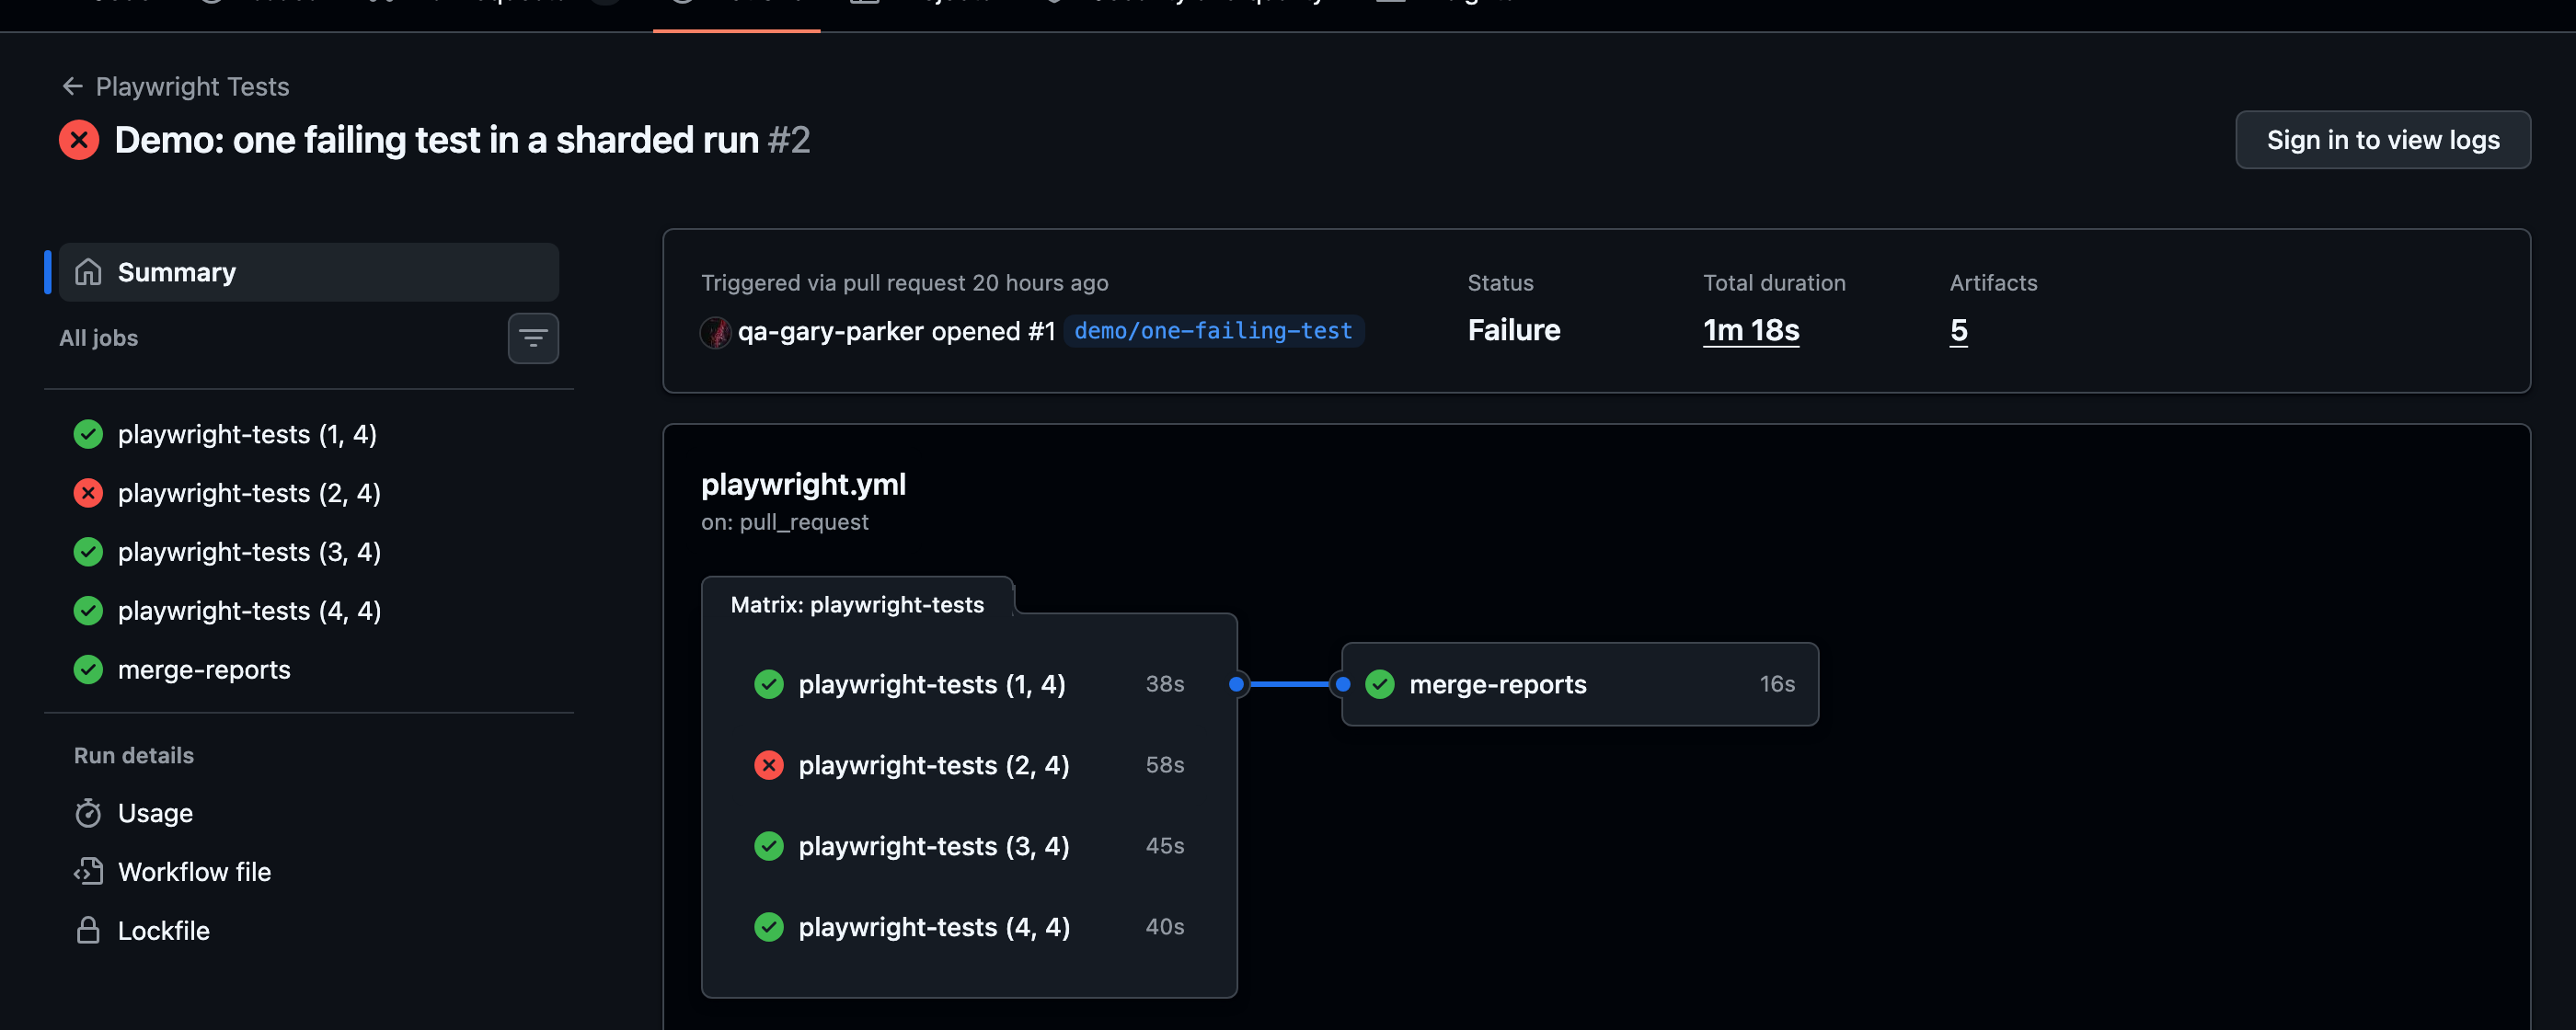 Playwright Tests
Demo: one failing test in a sharded run #2
Sign in to view logs
Summary
All jobs
playwright-tests (1, 4)
playwright-tests (2, 4)
playwright-tests (3, 4)
playwright-tests (4, 4)
merge-reports
Run details
Usage
Workflow file
Lockfile
Triggered via pull request 20 hours ago
qa-gary-parker opened #1 demo/one-failing-test
Status
Failure
Total duration
1m 18s
Artifacts
5
playwright.yml
on: pull_request
Matrix: playwright-tests
playwright-tests (1, 4) 38s
playwright-tests (2, 4) 58s
playwright-tests (3, 4) 45s
playwright-tests (4, 4) 40s
merge-reports 16s